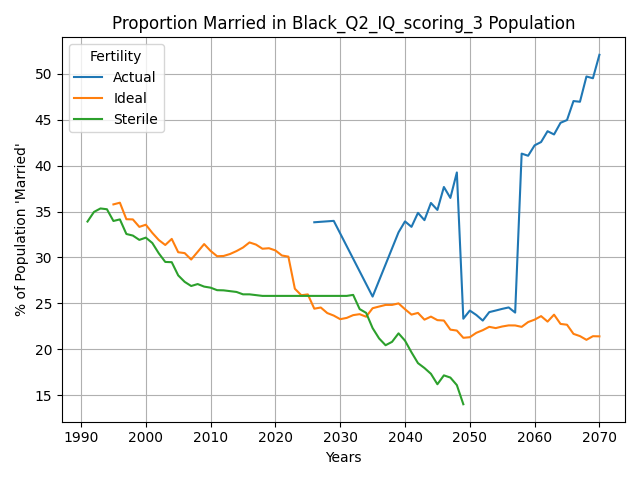 Proportion Married in Black_Q2_IQ_scoring_3 Population
Fertility
Actual
Ideal
Sterile
% of Population 'Married'
50
45
40
35
30
25
20
15
1990 2000 2010 2020 2030 2040 2050 2060 2070
Years